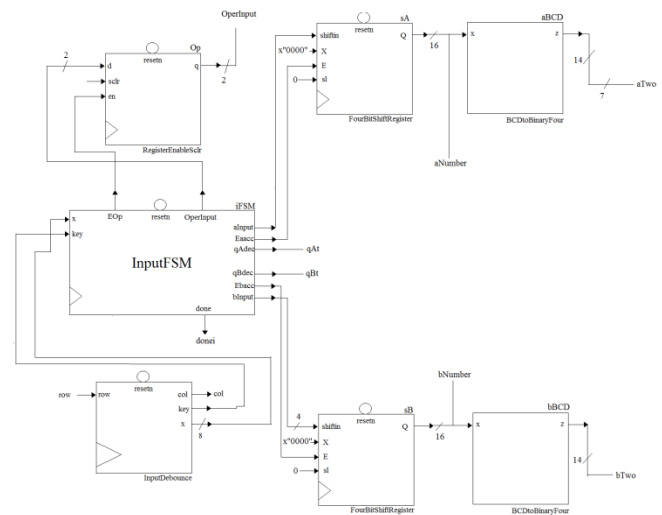 OperInput
Op
resetn
2
d
q
2
sclr
en
RegisterEnableSclr
sA
resetn
shiftin
Q
x"0000"
X
16
E
0
sl
FourBitShiftRegister
aNumber
aBCD
x
z
14
7
aTwo
BCDtoBinaryFour
iFSM
EOp
resetn
OperInput
x
key
aInput
Eaacc
qAdec
qAt
InputFSM
qBdec
qBt
Ebacc
bInput
done
donei
resetn
row
row
col
col
key
x
8
InputDebounce
bNumber
sB
resetn
4
shiftin
Q
x"0000"
X
16
E
0
sl
FourBitShiftRegister
bBCD
x
z
14
bTwo
BCDtoBinaryFour